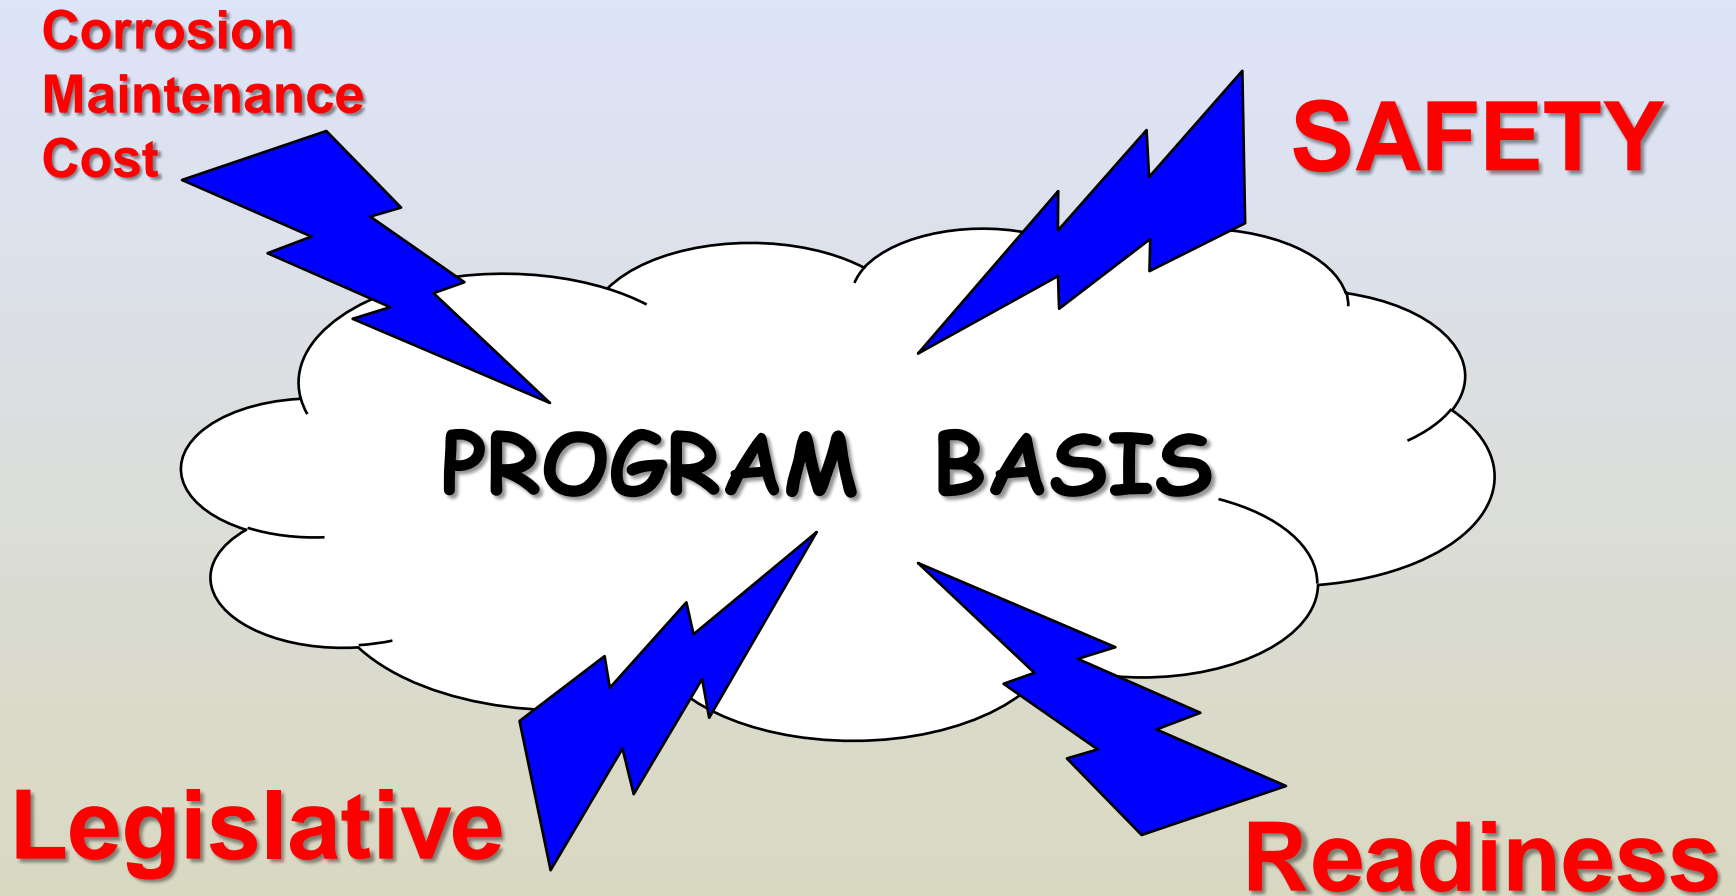 Corrosion
Maintenance
Cost
SAFETY
PROGRAM BASIS
Legislative
Readiness